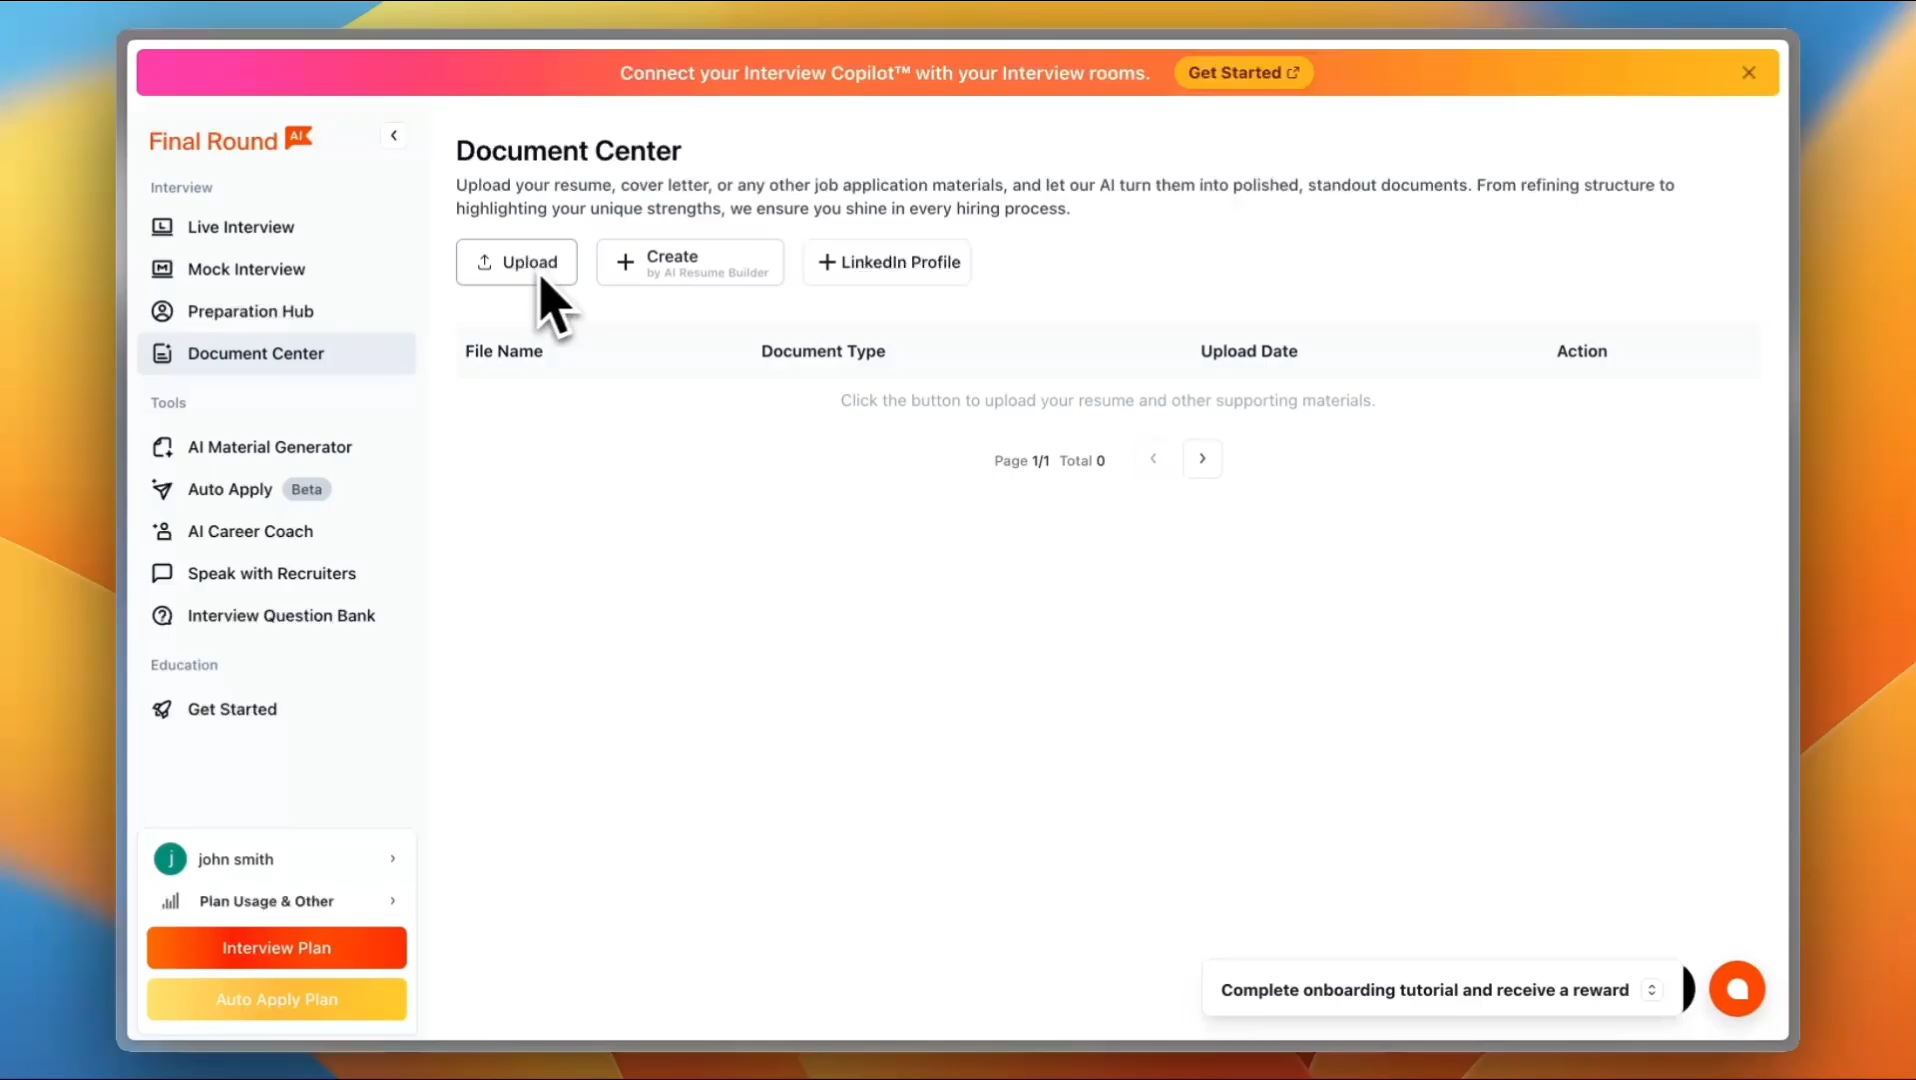 Connect your Interview Copilot™ with your Interview rooms.
Get Started
Final Round AI
Interview
Live Interview
Mock Interview
Preparation Hub
Document Center
Tools
AI Material Generator
Auto Apply Beta
AI Career Coach
Speak with Recruiters
Interview Question Bank
Education
Get Started
j john smith
Plan Usage & Other
Interview Plan
Auto Apply Plan
Document Center
Upload your resume, cover letter, or any other job application materials, and let our AI turn them into polished, standout documents. From refining structure to
highlighting your unique strengths, we ensure you shine in every hiring process.
Upload
Create
by AI Resume Builder
LinkedIn Profile
File Name Document Type Upload Date Action
Click the button to upload your resume and other supporting materials.
Page 1/1 Total 0
Complete onboarding tutorial and receive a reward